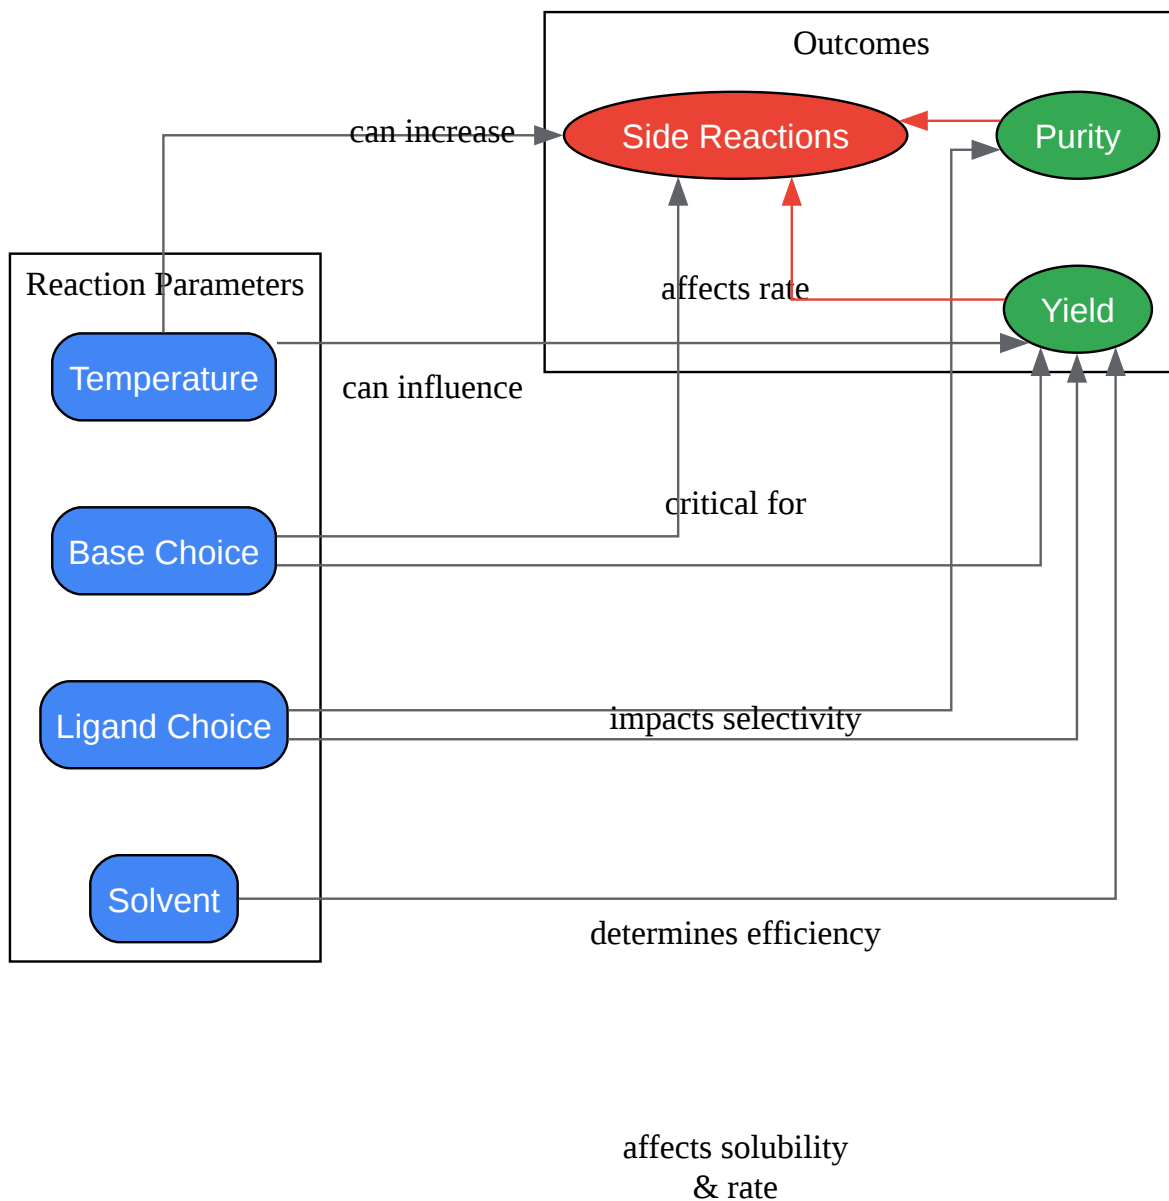 Outcomes
can increase
Side Reactions
Purity
Reaction Parameters
affects rate
Yield
Temperature
can influence
critical for
Base Choice
impacts selectivity
Ligand Choice
Solvent
determines efficiency
affects solubility
& rate